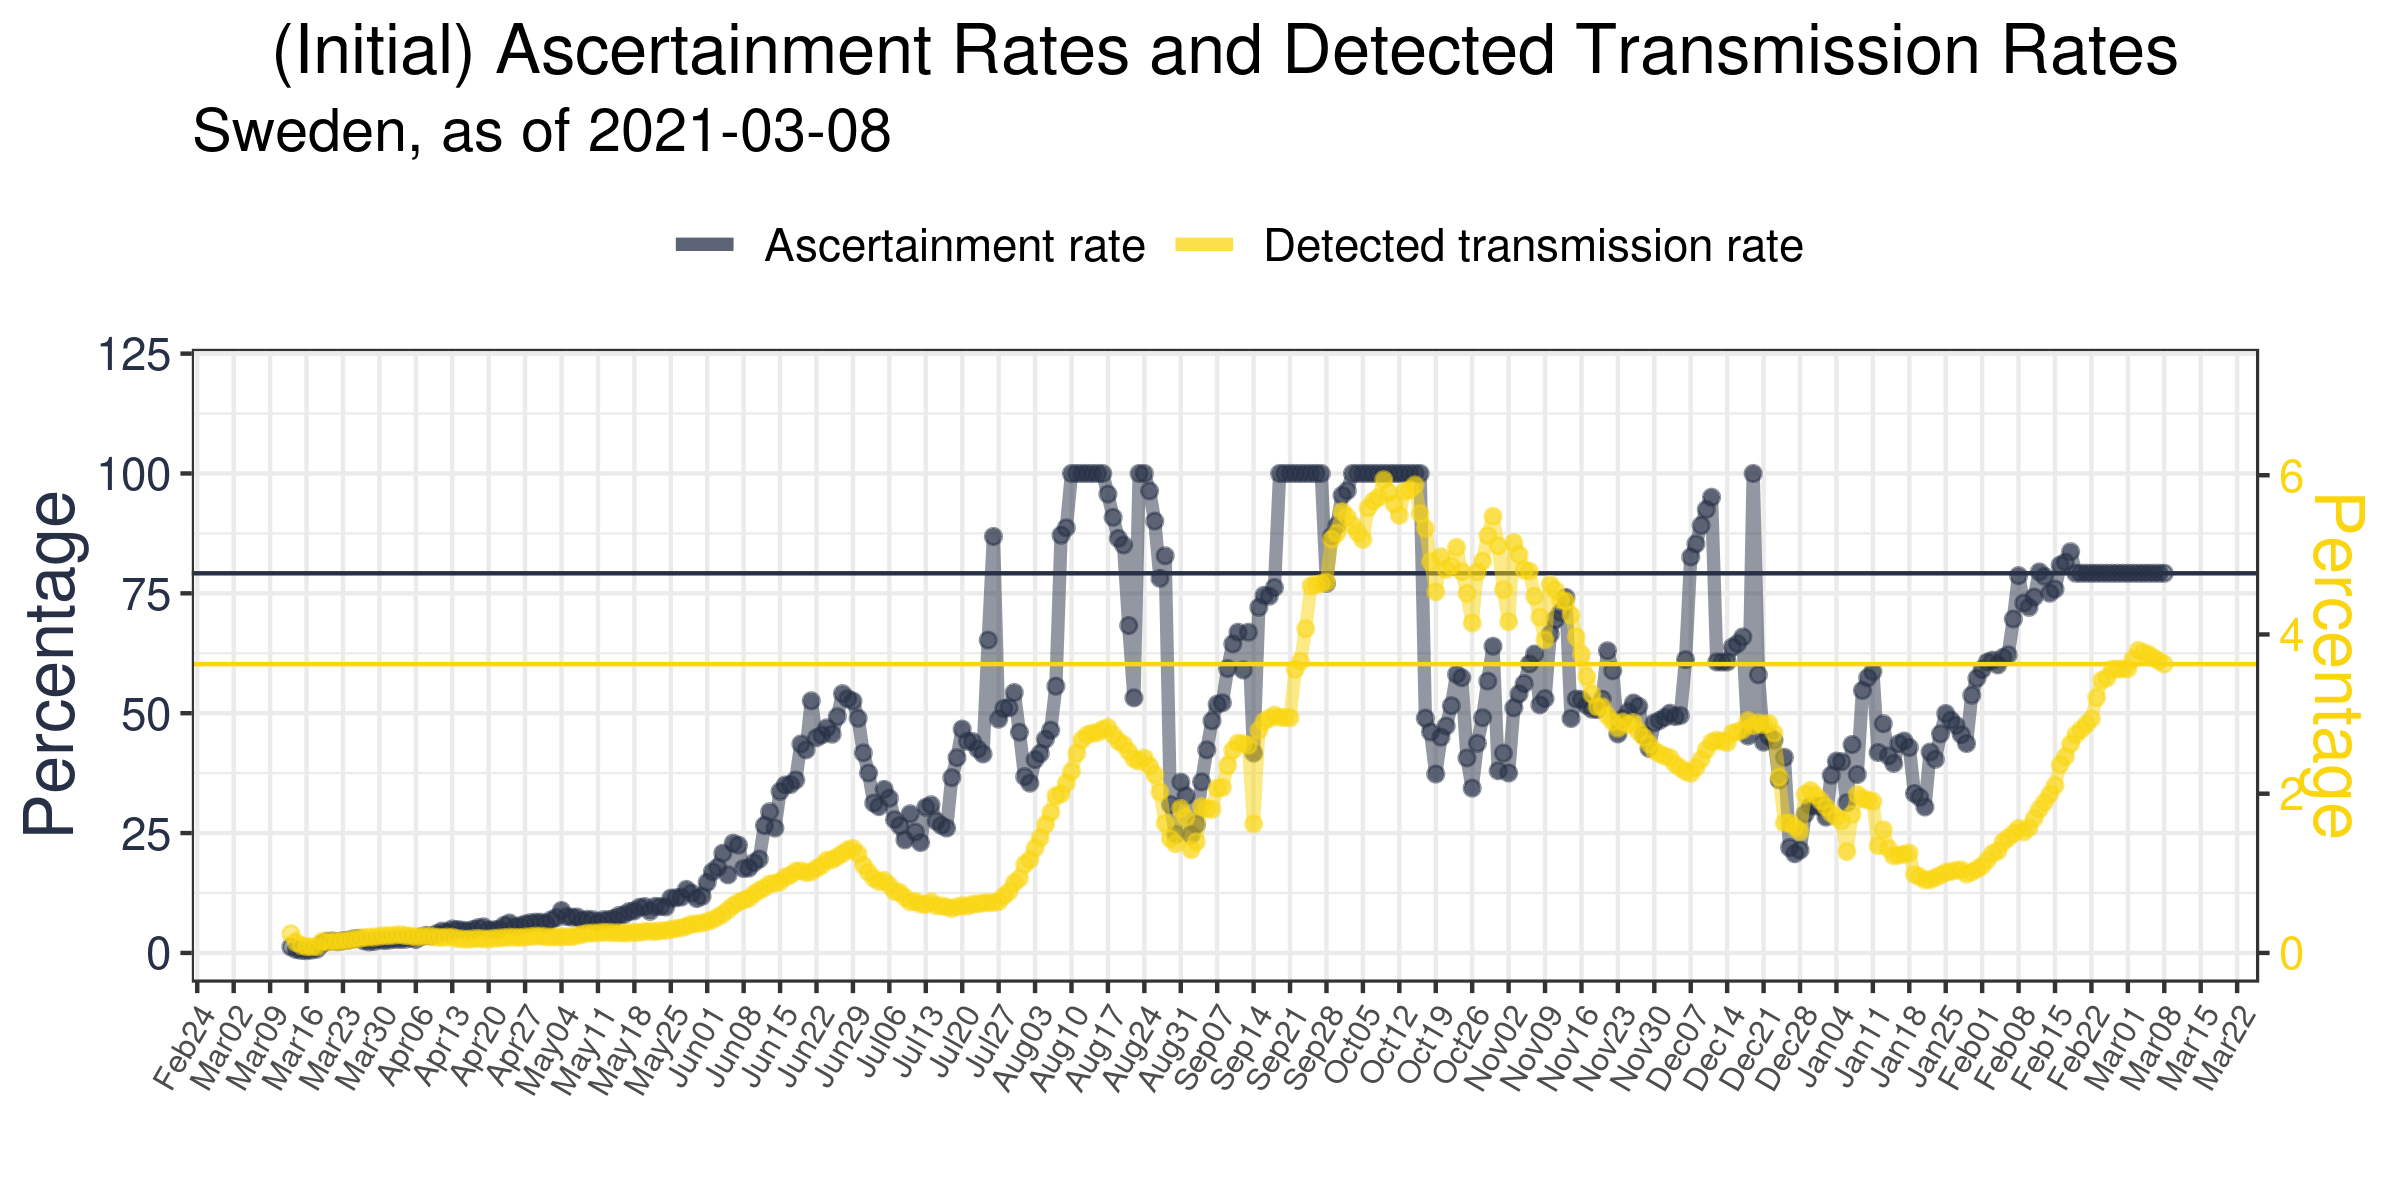 (Initial) Ascertainment Rates and Detected Transmission Rates
Sweden, as of 2021-03-08
Ascertainment rate
Detected transmission rate
Percentage
125
100
75
50
25
0
6
4
2
0
Percentage
Feb24
Mar02
Mar09
Mar16
Mar23
Mar30
Apr06
Apr13
Apr20
Apr27
May04
May11
May18
May25
Jun01
Jun08
Jun15
Jun22
Jun29
Jul06
Jul13
Jul20
Jul27
Aug03
Aug10
Aug17
Aug24
Aug31
Sep07
Sep14
Sep21
Sep28
Oct05
Oct12
Oct19
Oct26
Nov02
Nov09
Nov16
Nov23
Nov30
Dec07
Dec14
Dec21
Dec28
Jan04
Jan11
Jan18
Jan25
Feb01
Feb08
Feb15
Feb22
Mar01
Mar08
Mar15
Mar22